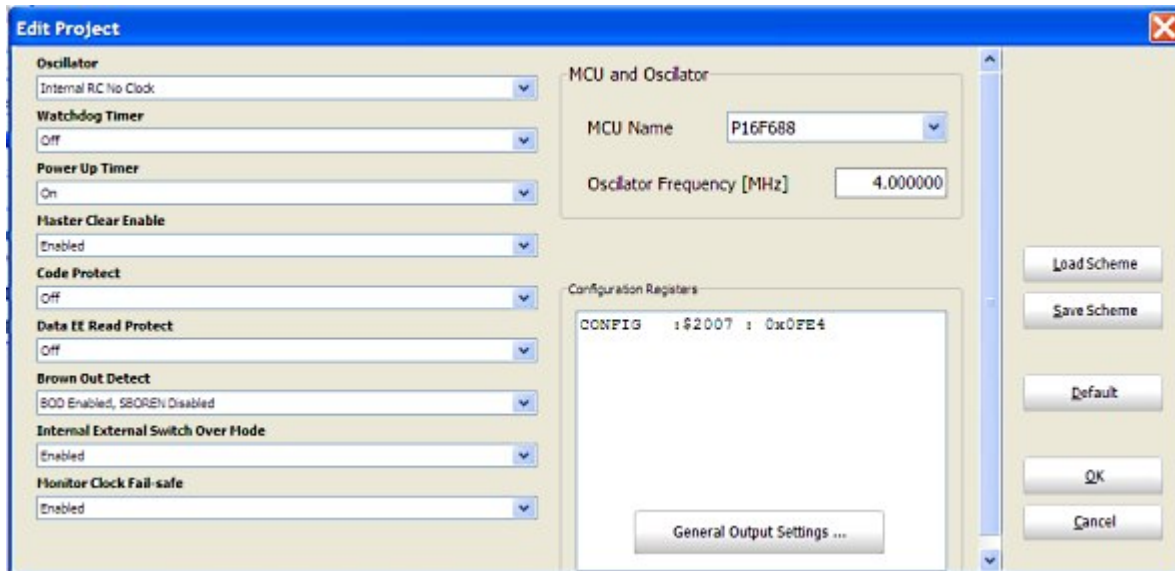 Edit Project
Oscillator
Internal RC No Clock
Watchdog Timer
Off
Power Up Timer
On
Master Clear Enable
Enabled
Code Protect
Off
Data EE Read Protect
Off
Brown Out Detect
BOD Enabled, SBOREN Disabled
Internal External Switch Over Mode
Enabled
Monitor Clock Fail-safe
Enabled
MCU and Oscilator
MCU Name P16F688
Oscilator Frequency [MHz] 4.000000
Configuration Registers
CONFIG :$2007 : 0x0FE4
General Output Settings ...
Load Scheme
Save Scheme
Default
OK
Cancel